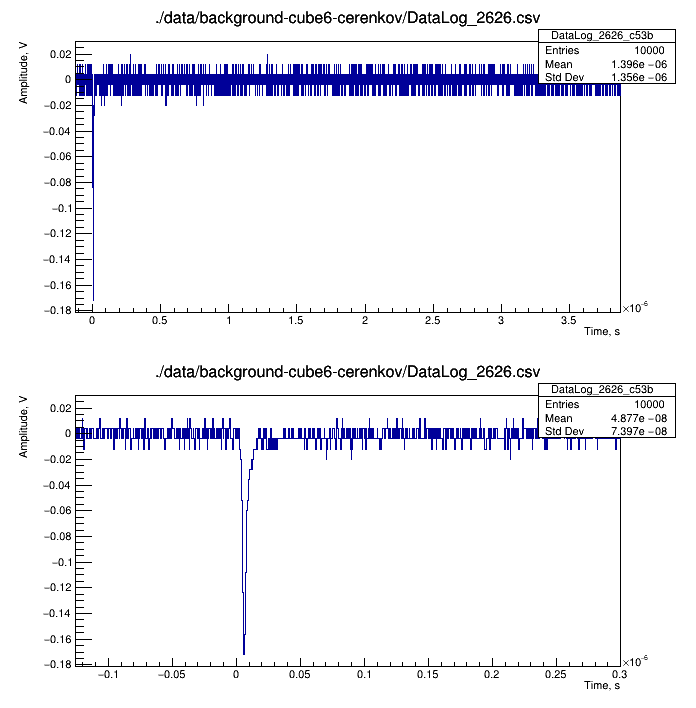 ./data/background-cube6-cerenkov/DataLog_2626.csv
Amplitude, V
DataLog_2626_c53b
Entries 10000
Mean 1.396e −06
Std Dev 1.356e −06
0.02
0
−0.02
−0.04
−0.06
−0.08
−0.1
−0.12
−0.14
−0.16
−0.18
0 0.5 1 1.5 2 2.5 3 3.5
×10⁻⁶
Time, s
./data/background-cube6-cerenkov/DataLog_2626.csv
Amplitude, V
DataLog_2626_c53b
Entries 10000
Mean 4.877e −08
Std Dev 7.397e −08
0.02
0
−0.02
−0.04
−0.06
−0.08
−0.1
−0.12
−0.14
−0.16
−0.18
−0.1 −0.05 0 0.05 0.1 0.15 0.2 0.25 0.3
×10⁻⁶
Time, s